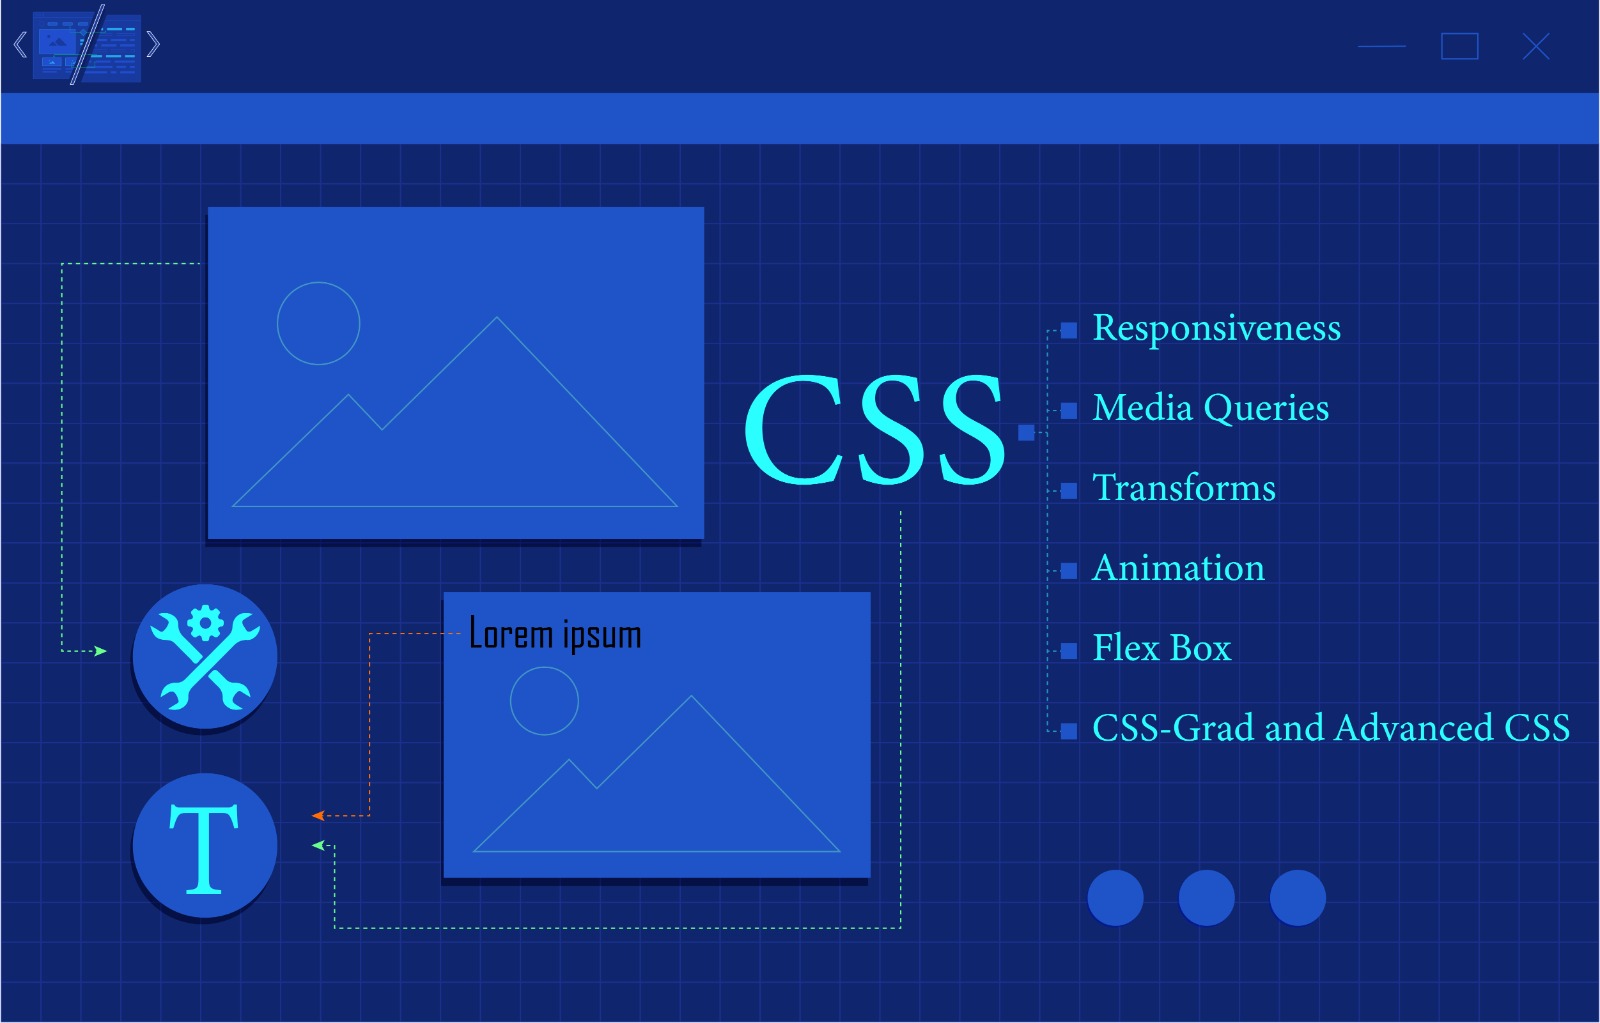 CSS
Responsiveness
Media Queries
Transforms
Animation
Flex Box
CSS-Grad and Advanced CSS
Lorem ipsum
T